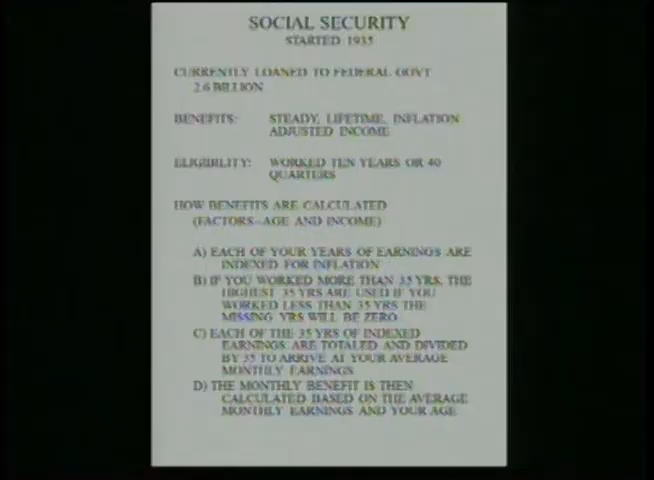 SOCIAL SECURITY
STARTED 1935
CURRENTLY LOANED TO FEDERAL GOVT
2.6 BILLION
BENEFITS: STEADY, LIFETIME, INFLATION
ADJUSTED INCOME
ELIGIBILITY: WORKED TEN YEARS OR 40
QUARTERS
HOW BENEFITS ARE CALCULATED
(FACTORS--AGE AND INCOME)
A) EACH OF YOUR YEARS OF EARNINGS ARE
INDEXED FOR INFLATION
B) IF YOU WORKED MORE THAN 35 YRS, THE
HIGHEST 35 YRS ARE USED IF YOU
WORKED LESS THAN 35 YRS THE
MISSING YRS WILL BE ZERO
C) EACH OF THE 35 YRS OF INDEXED
EARNINGS ARE TOTALED AND DIVIDED
BY 35 TO ARRIVE AT YOUR AVERAGE
MONTHLY EARNINGS
D) THE MONTHLY BENEFIT IS THEN
CALCULATED BASED ON THE AVERAGE
MONTHLY EARNINGS AND YOUR AGE